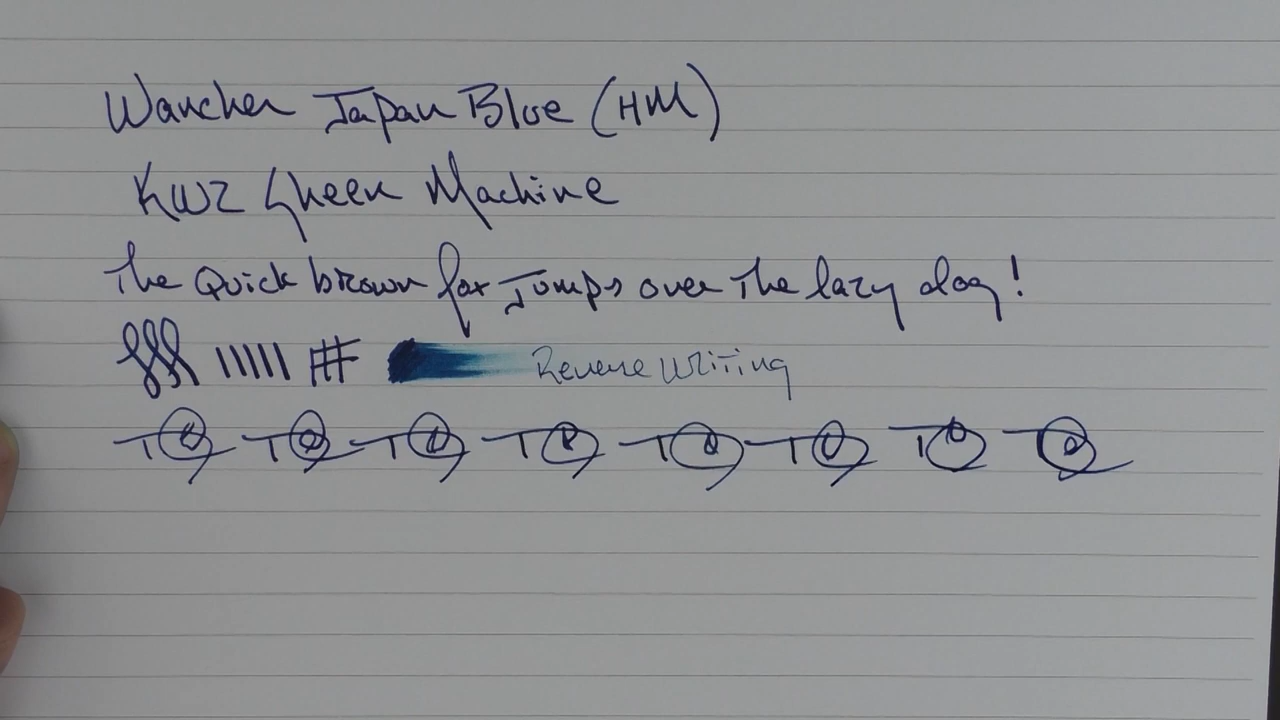 Wancher Japan Blue (HM)
KWZ Green Machine
The Quick brown fox Jumps over The lazy dog!
Reverse Writing